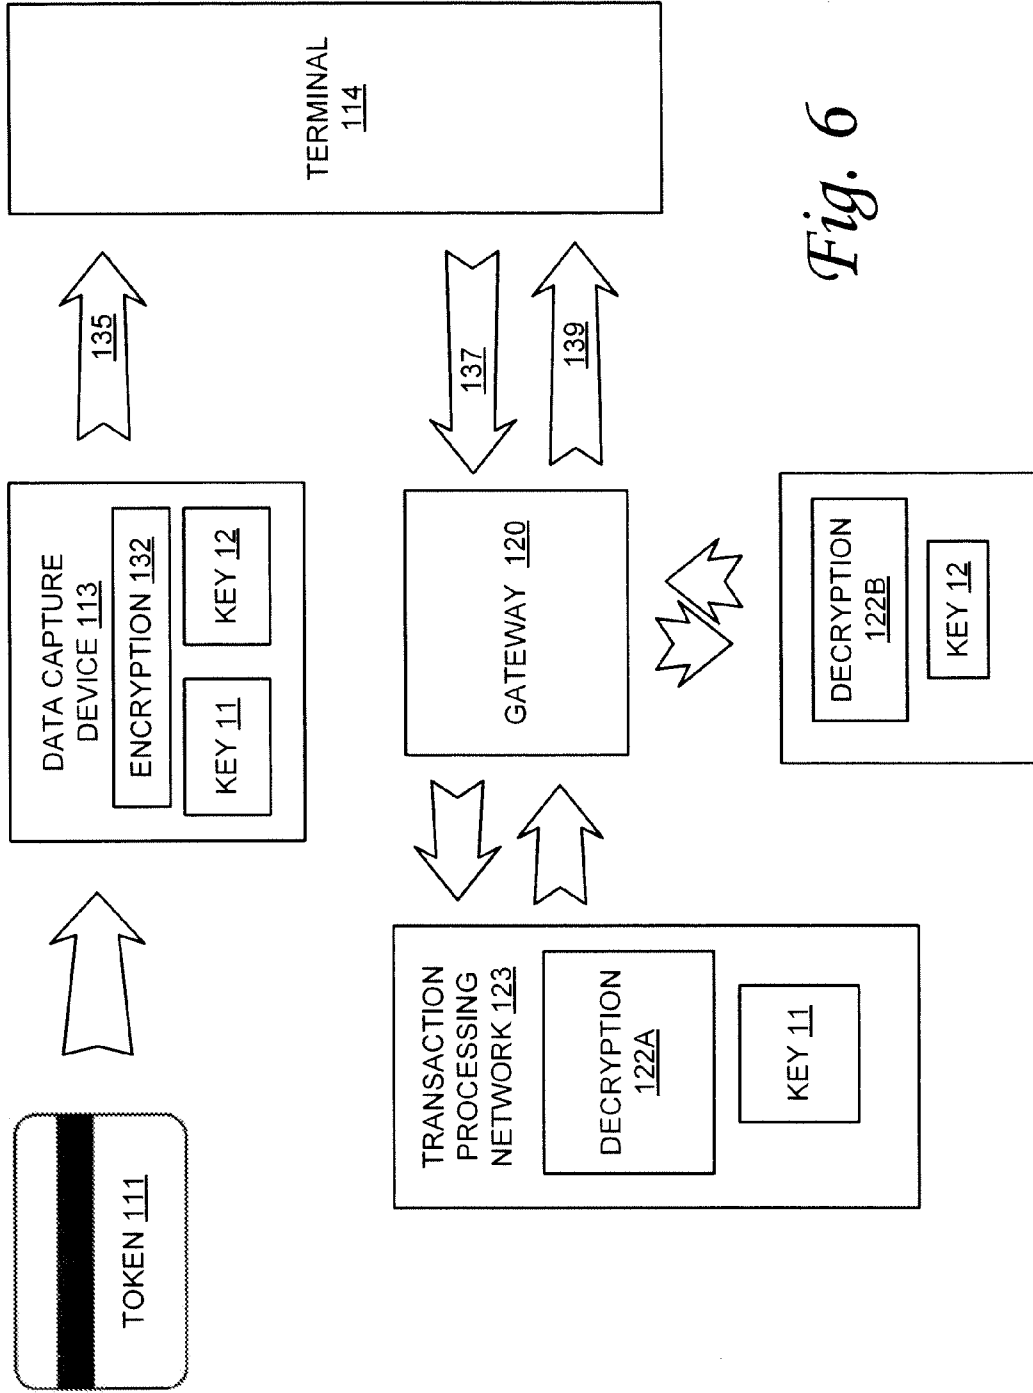 TOKEN 111
DATA CAPTURE
DEVICE 113
ENCRYPTION 132
KEY 11
KEY 12
135
TERMINAL
114
TRANSACTION
PROCESSING
NETWORK 123
DECRYPTION
122A
KEY 11
GATEWAY 120
137
139
DECRYPTION
122B
KEY 12
Fig. 6